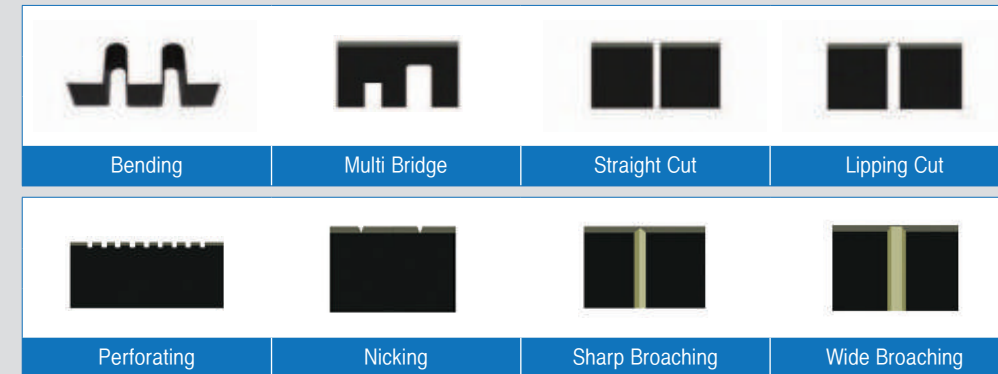 Bending
Multi Bridge
Straight Cut
Lipping Cut
Perforating
Nicking
Sharp Broaching
Wide Broaching